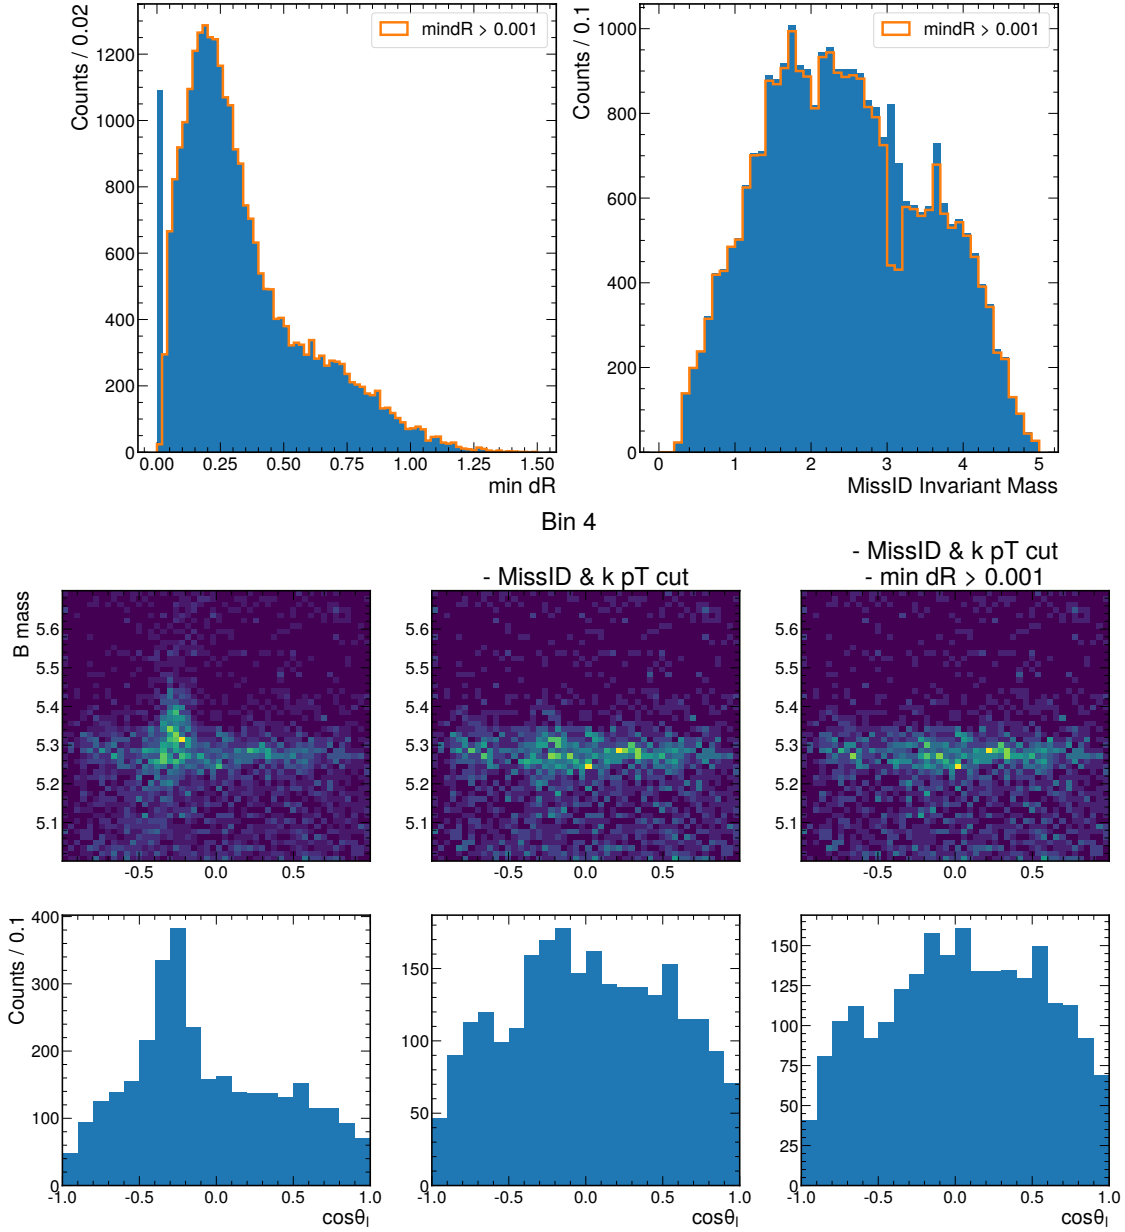 Counts / 0.02
1200
1000
800
600
400
200
0
0.00 0.25 0.50 0.75 1.00 1.25 1.50
min dR
mindR > 0.001
Counts / 0.1
1000
800
600
400
200
0
0 1 2 3 4 5
MissID Invariant Mass
mindR > 0.001
Bin 4
B mass
5.6
5.5
5.4
5.3
5.2
5.1
-0.5 0.0 0.5
- MissID & k pT cut
5.6
5.5
5.4
5.3
5.2
5.1
-0.5 0.0 0.5
- MissID & k pT cut
- min dR > 0.001
5.6
5.5
5.4
5.3
5.2
5.1
-0.5 0.0 0.5
Counts / 0.1
400
300
200
100
0
-1.0 -0.5 0.0 0.5 1.0
cosθl
150
100
50
0
-1.0 -0.5 0.0 0.5 1.0
cosθl
150
125
100
75
50
25
0
-1.0 -0.5 0.0 0.5 1.0
cosθl